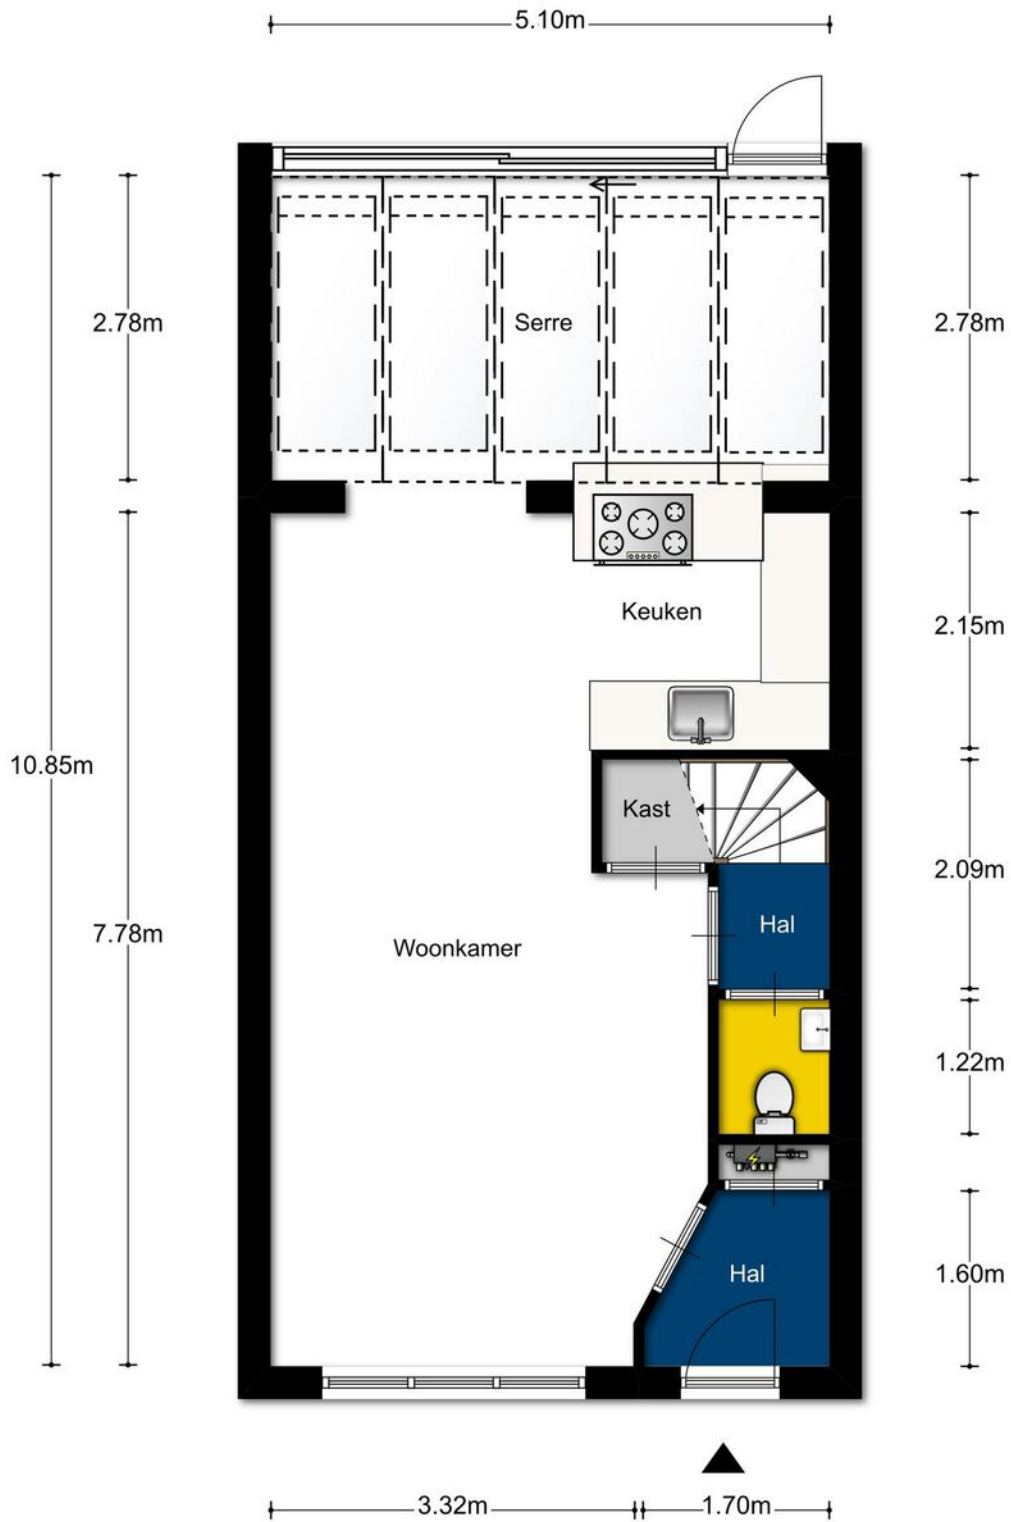 5.10m
2.78m
Serre
2.78m
Keuken
2.15m
10.85m
Kast
2.09m
7.78m
Woonkamer
Hal
1.22m
Hal
1.60m
3.32m
1.70m